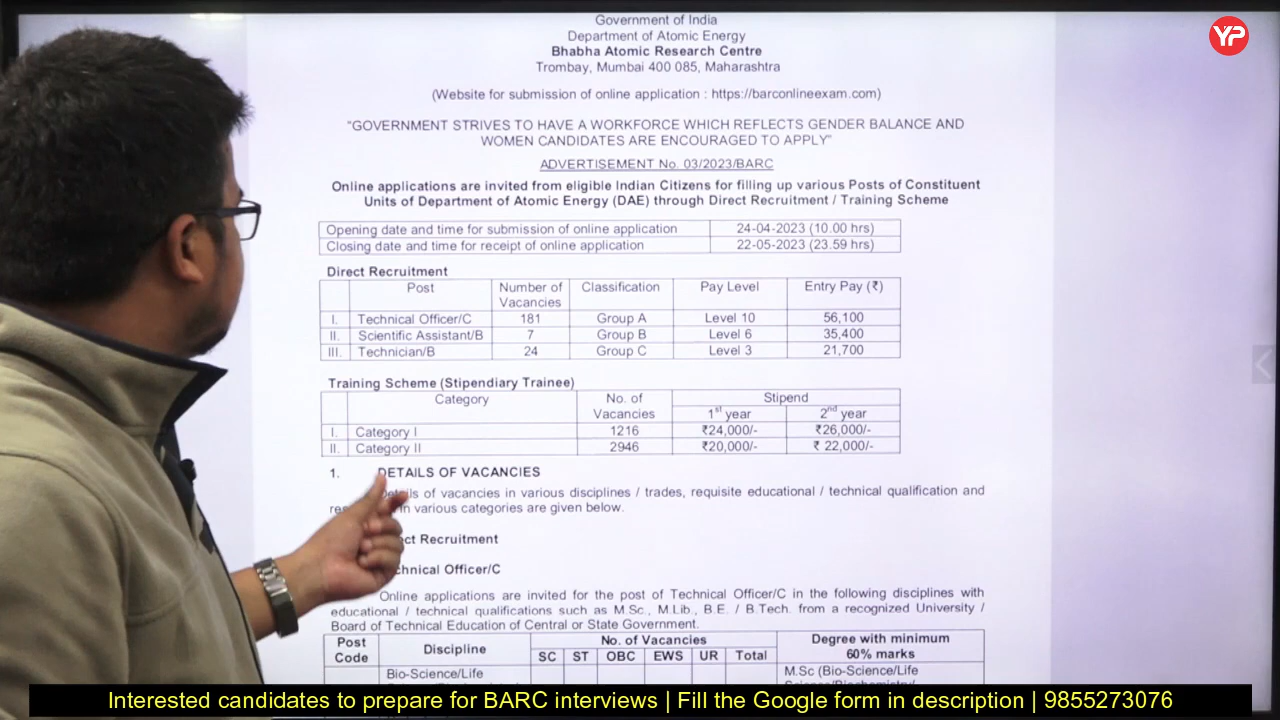 YP
Government of India
Department of Atomic Energy
Bhabha Atomic Research Centre
Trombay, Mumbai 400 085, Maharashtra
(Website for submission of online application : https://barconlineexam.com)
"GOVERNMENT STRIVES TO HAVE A WORKFORCE WHICH REFLECTS GENDER BALANCE AND
WOMEN CANDIDATES ARE ENCOURAGED TO APPLY"
ADVERTISEMENT No. 03/2023/BARC
Online applications are invited from eligible Indian Citizens for filling up various Posts of Constituent
Units of Department of Atomic Energy (DAE) through Direct Recruitment / Training Scheme
Opening date and time for submission of online application 24-04-2023 (10.00 hrs)
Closing date and time for receipt of online application 22-05-2023 (23.59 hrs)
Direct Recruitment
Post Number of Vacancies Classification Pay Level Entry Pay (₹)
I. Technical Officer/C 181 Group A Level 10 56,100
II. Scientific Assistant/B 7 Group B Level 6 35,400
III. Technician/B 24 Group C Level 3 21,700
Training Scheme (Stipendiary Trainee)
Category No. of Vacancies Stipend
1st year 2nd year
I. Category I 1216 ₹24,000/- ₹26,000/-
II. Category II 2946 ₹20,000/- ₹ 22,000/-
1. DETAILS OF VACANCIES
of vacancies in various disciplines / trades, requisite educational / technical qualification and
in various categories are given below.
Recruitment
Officer/C
Online applications are invited for the post of Technical Officer/C in the following disciplines with
educational / technical qualifications such as M.Sc., M.Lib., B.E. / B.Tech. from a recognized University /
Board of Technical Education of Central or State Government.
Post Code Discipline No. of Vacancies Degree with minimum 60% marks
SC ST OBC EWS UR Total
Bio-Science/Life M.Sc (Bio-Science/Life
Interested candidates to prepare for BARC interviews | Fill the Google form in description | 9855273076